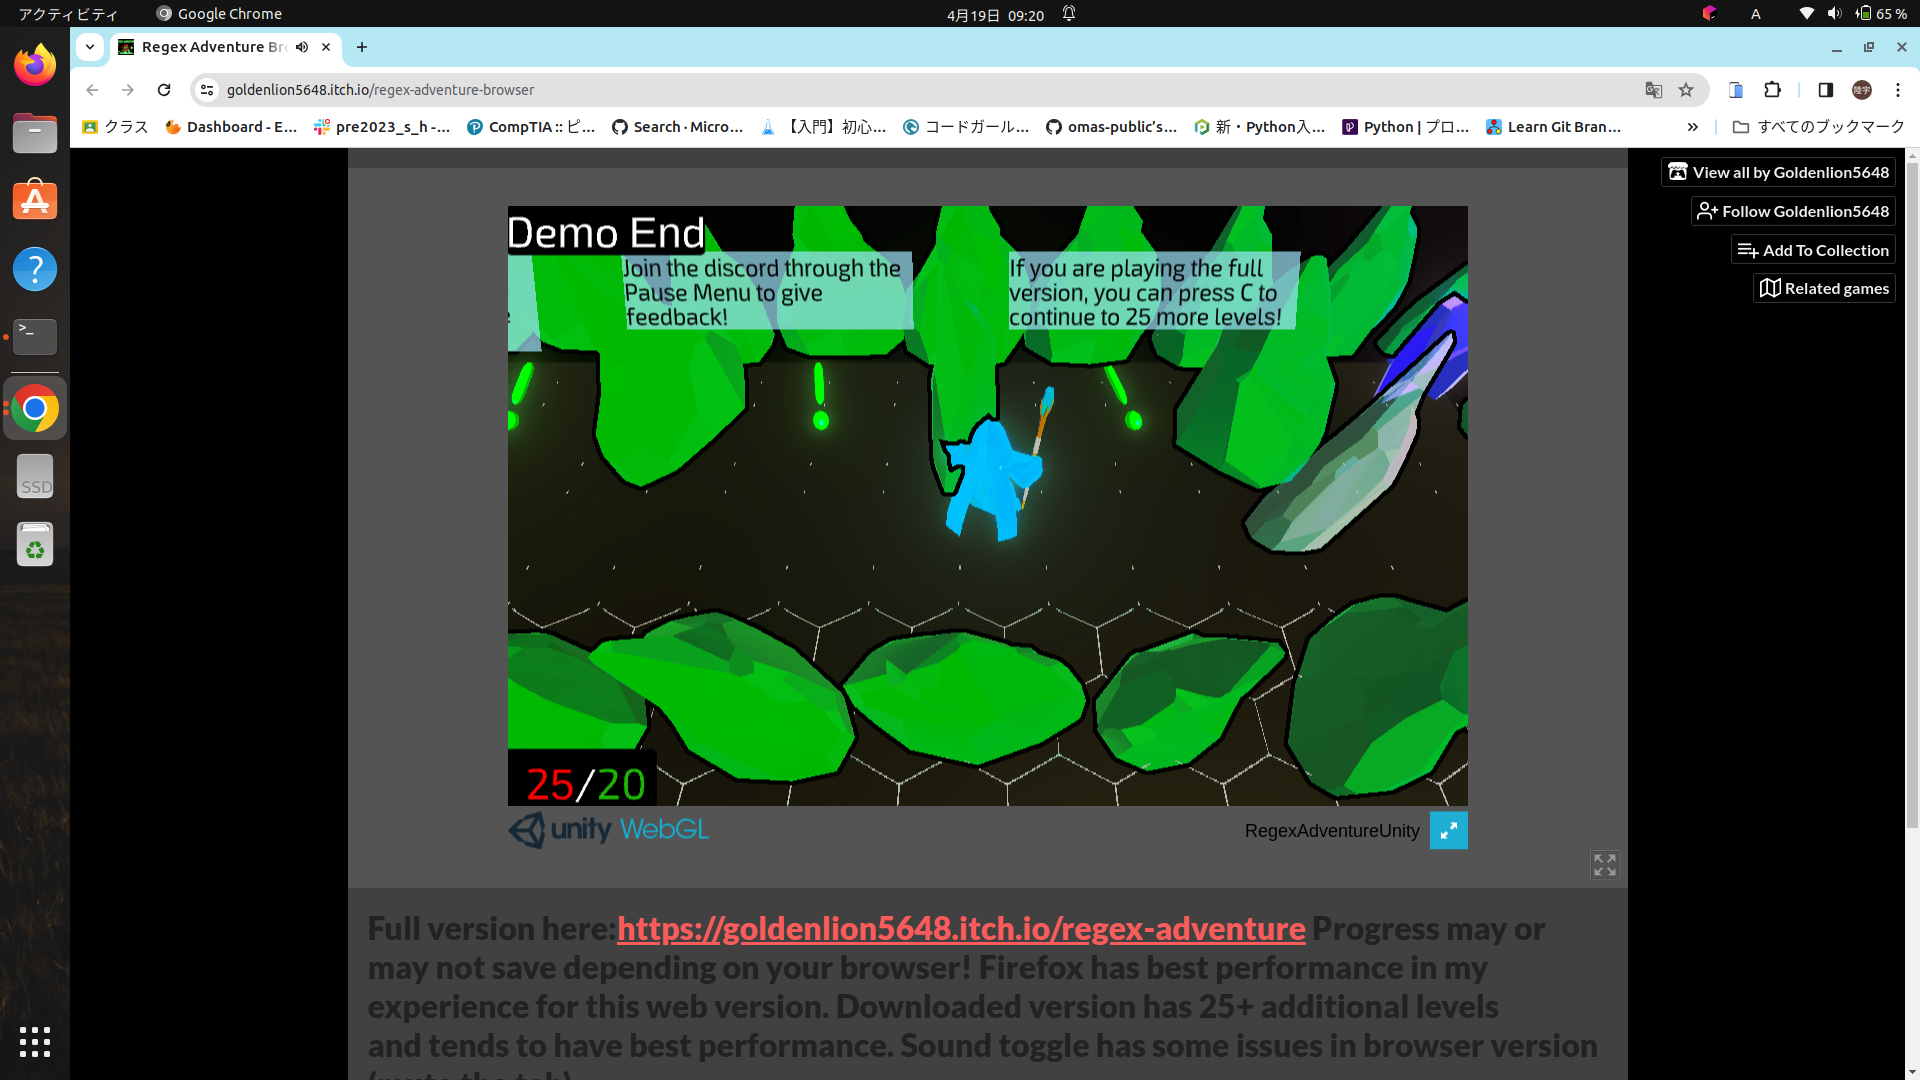 アクティビティ
Google Chrome
4月19日 09:20
A
65 %
Regex Adventure Br
goldenlion5648.itch.io/regex-adventure-browser
クラス
Dashboard - E...
pre2023_s_h -...
CompTIA :: ピ...
Search · Micro...
【入門】初心...
コードガール...
omas-public's...
新・Python入...
Python | プロ...
Learn Git Bran...
»
すべてのブックマーク
View all by Goldenlion5648
Follow Goldenlion5648
Add To Collection
Related games
Demo End
Join the discord through the
Pause Menu to give
feedback!
If you are playing the full
version, you can press C to
continue to 25 more levels!
25/20
unity WebGL
RegexAdventureUnity
SSD
Full version here:https://goldenlion5648.itch.io/regex-adventure Progress may or
may not save depending on your browser! Firefox has best performance in my
experience for this web version. Downloaded version has 25+ additional levels
and tends to have best performance. Sound toggle has some issues in browser version
(mute the tab)